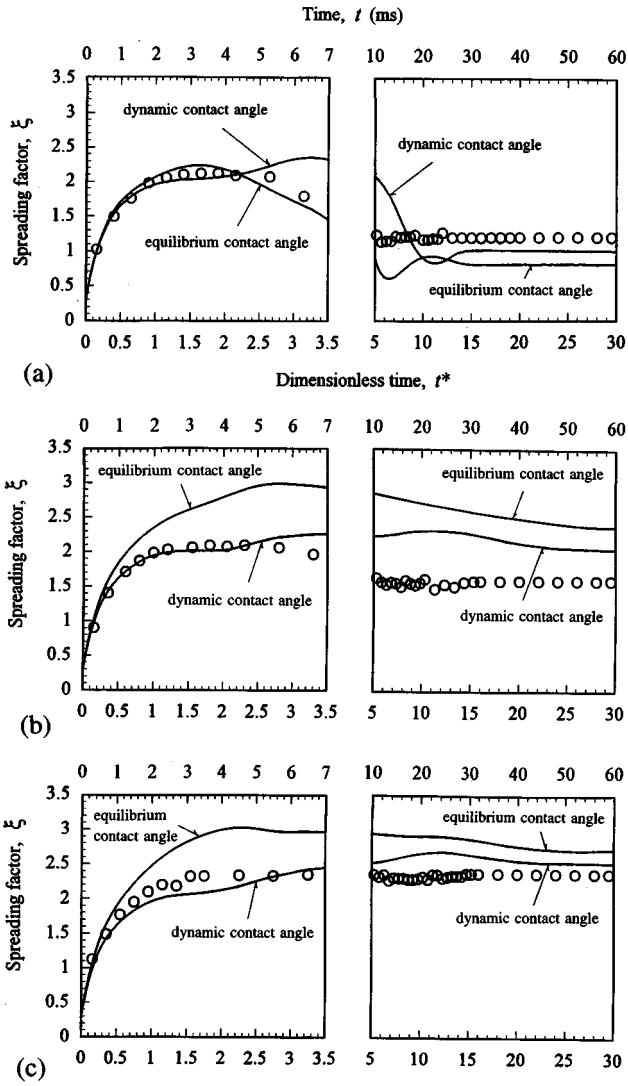 Time, t (ms)
0 1 2 3 4 5 6 7 10 20 30 40 50 60
3.5
3
2.5
2
1.5
1
0.5
0
Spreading factor, ξ
dynamic contact angle
equilibrium contact angle
dynamic contact angle
equilibrium contact angle
0 0.5 1 1.5 2 2.5 3 3.5 5 10 15 20 25 30
(a)
Dimensionless time, t*
0 1 2 3 4 5 6 7 10 20 30 40 50 60
3.5
3
2.5
2
1.5
1
0.5
0
Spreading factor, ξ
equilibrium contact angle
dynamic contact angle
equilibrium contact angle
dynamic contact angle
0 0.5 1 1.5 2 2.5 3 3.5 5 10 15 20 25 30
(b)
0 1 2 3 4 5 6 7 10 20 30 40 50 60
3.5
3
2.5
2
1.5
1
0.5
0
Spreading factor, ξ
equilibrium
contact angle
dynamic contact angle
equilibrium contact angle
dynamic contact angle
0 0.5 1 1.5 2 2.5 3 3.5 5 10 15 20 25 30
(c)